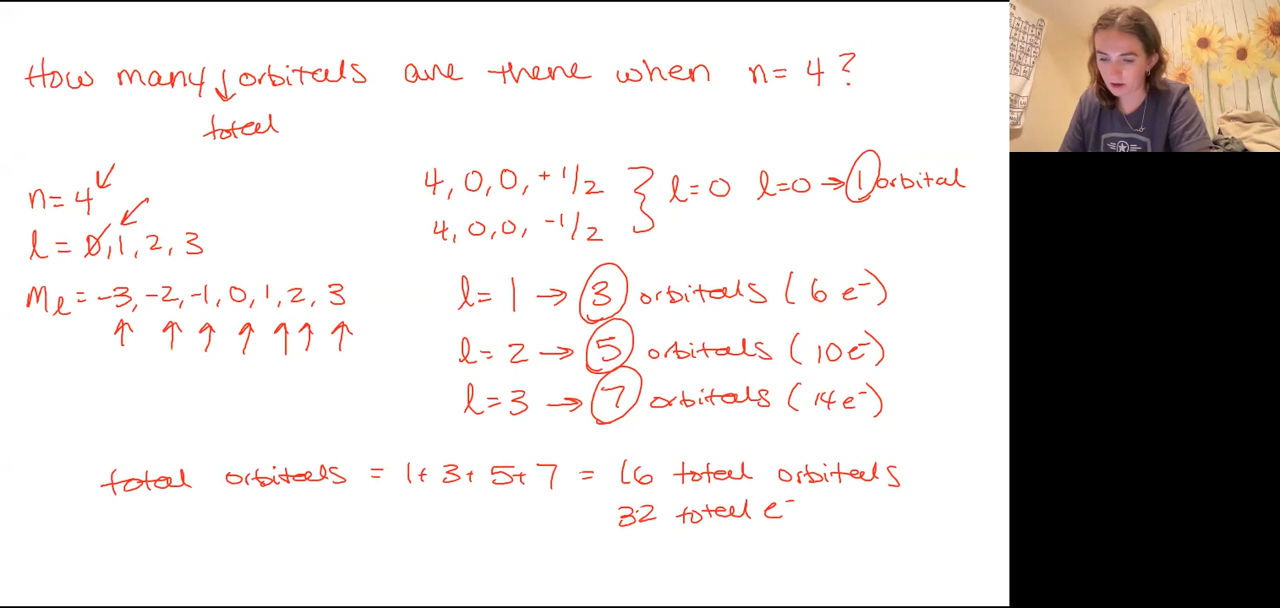 How many ↓ orbitals are there when n=4?
total
n=4
l = 0, 1, 2, 3
Ml = -3, -2, -1, 0, 1, 2, 3
4, 0, 0, +1/2
4, 0, 0, -1/2
} l=0 l=0 → 1 orbital
l=1 → 3 orbitals (6 e⁻)
l=2 → 5 orbitals (10e⁻)
l=3 → 7 orbitals (14e⁻)
total orbitals = 1+3+5+7 = 16 total orbitals
32 total e⁻